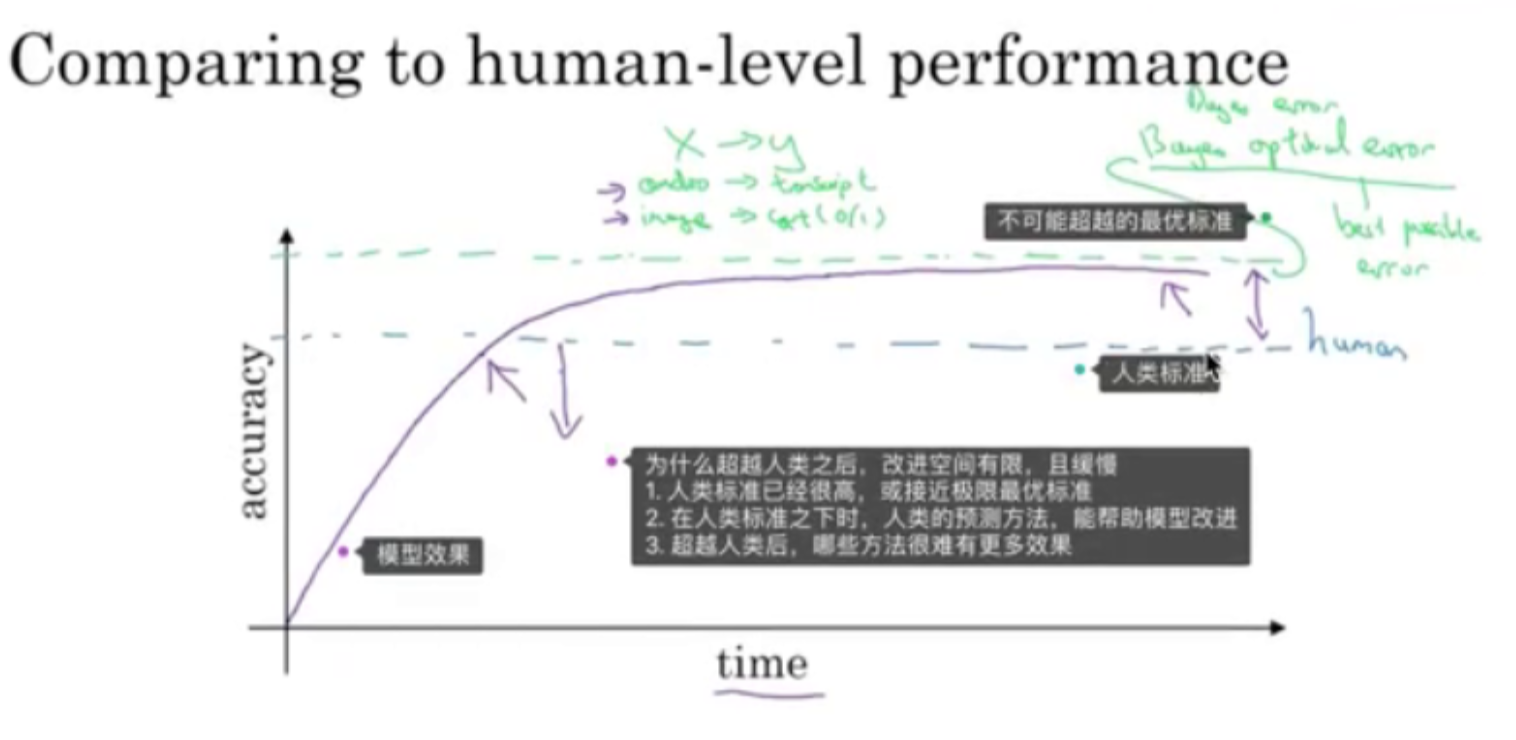 Comparing to human-level performance
Bayes error
Bayes optimal error
best possible
error
X → y
→ audio → transcript
→ image → cat (0/1)
不可能超越的最优标准
human
人类标准
为什么超越人类之后，改进空间有限，且缓慢
1. 人类标准已经很高，或接近极限最优标准
2. 在人类标准之下时，人类的预测方法，能帮助模型改进
3. 超越人类后，哪些方法很难有更多效果
模型效果
accuracy
time